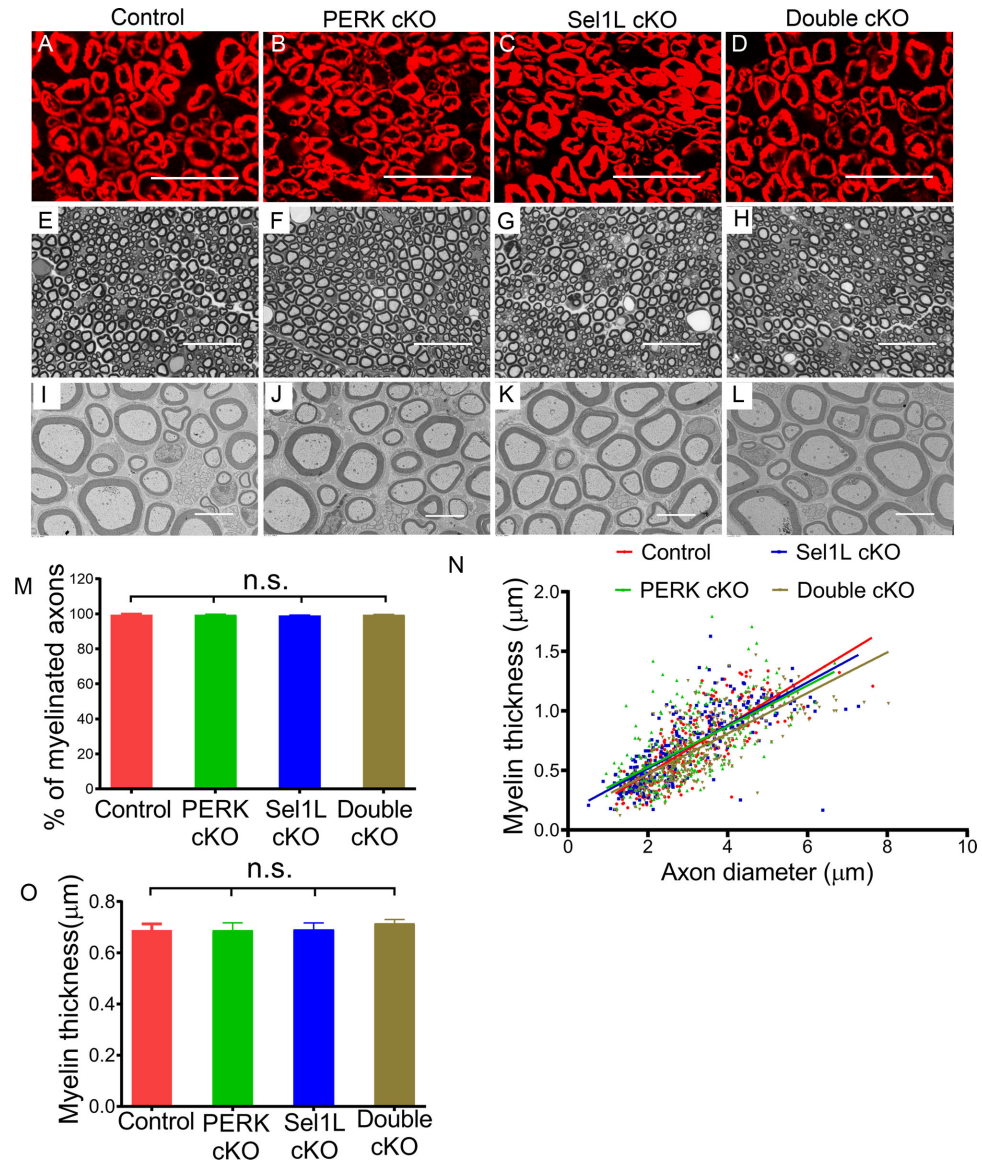 Control PERK cKO Sel1L cKO Double cKO
A B C D
E F G H
I J K L
M
n.s.
% of myelinated axons
120
100
80
60
40
20
0
Control PERK cKO Sel1L cKO Double cKO
N
Control Sel1L cKO
PERK cKO Double cKO
Myelin thickness (μm)
2.0
1.5
1.0
0.5
0.0
0 2 4 6 8 10
Axon diameter (μm)
O
n.s.
Myelin thickness(μm)
0.8
0.6
0.4
0.2
0.0
Control PERK cKO Sel1L cKO Double cKO